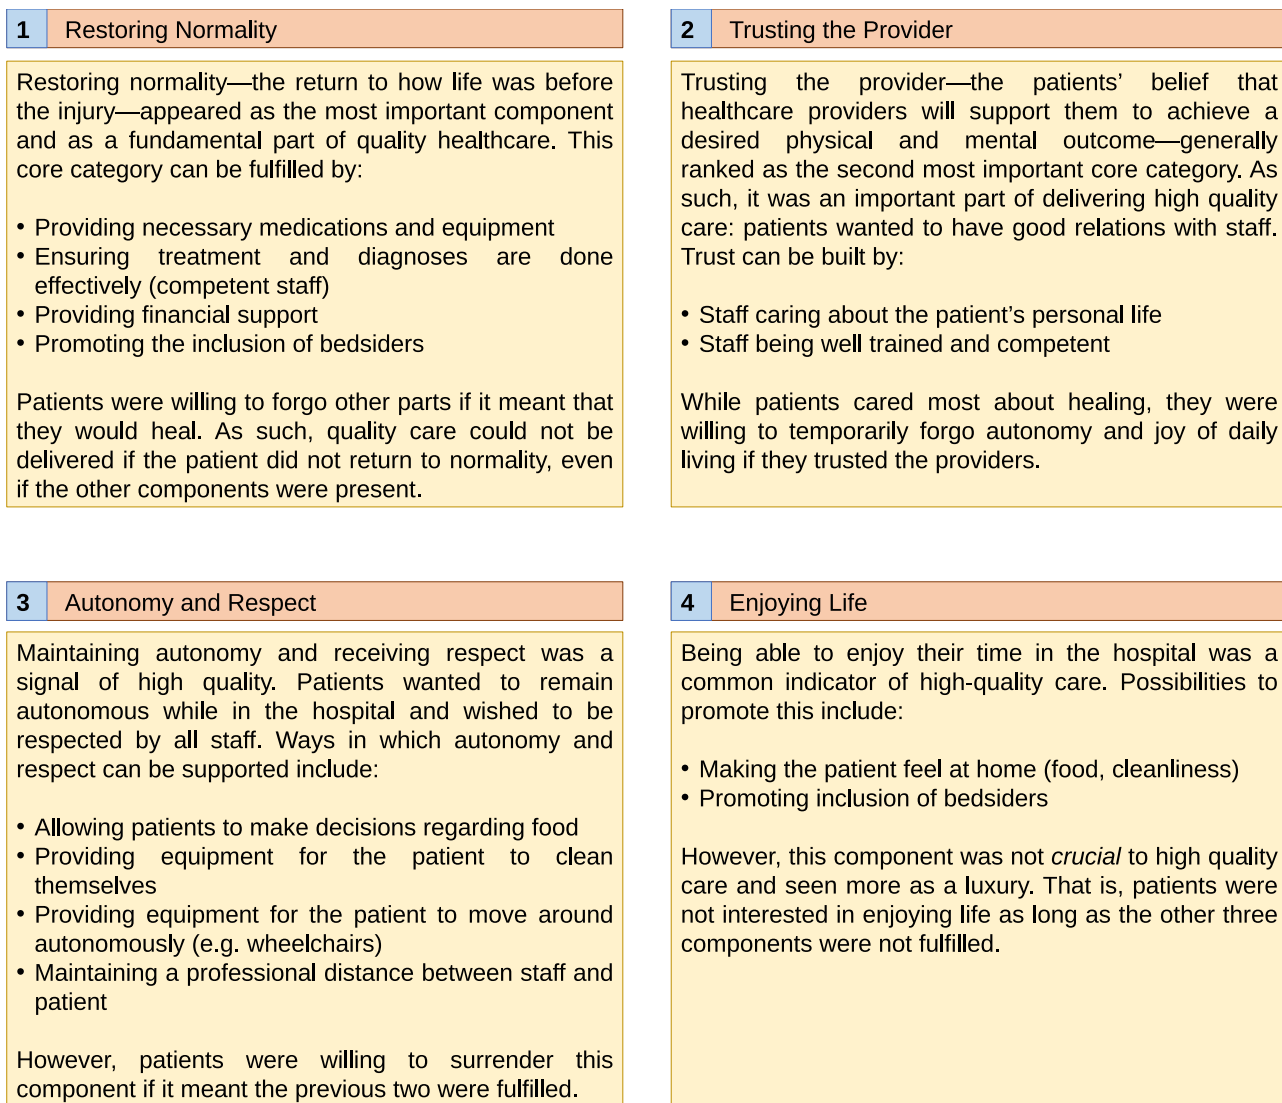 1 Restoring Normality
Restoring normality—the return to how life was before
the injury—appeared as the most important component
and as a fundamental part of quality healthcare. This
core category can be fulfilled by:
• Providing necessary medications and equipment
• Ensuring treatment and diagnoses are done
effectively (competent staff)
• Providing financial support
• Promoting the inclusion of bedsiders
Patients were willing to forgo other parts if it meant that
they would heal. As such, quality care could not be
delivered if the patient did not return to normality, even
if the other components were present.
2 Trusting the Provider
Trusting the provider—the patients’ belief that
healthcare providers will support them to achieve a
desired physical and mental outcome—generally
ranked as the second most important core category. As
such, it was an important part of delivering high quality
care: patients wanted to have good relations with staff.
Trust can be built by:
• Staff caring about the patient’s personal life
• Staff being well trained and competent
While patients cared most about healing, they were
willing to temporarily forgo autonomy and joy of daily
living if they trusted the providers.
3 Autonomy and Respect
Maintaining autonomy and receiving respect was a
signal of high quality. Patients wanted to remain
autonomous while in the hospital and wished to be
respected by all staff. Ways in which autonomy and
respect can be supported include:
• Allowing patients to make decisions regarding food
• Providing equipment for the patient to clean
themselves
• Providing equipment for the patient to move around
autonomously (e.g. wheelchairs)
• Maintaining a professional distance between staff and
patient
However, patients were willing to surrender this
component if it meant the previous two were fulfilled.
4 Enjoying Life
Being able to enjoy their time in the hospital was a
common indicator of high-quality care. Possibilities to
promote this include:
• Making the patient feel at home (food, cleanliness)
• Promoting inclusion of bedsiders
However, this component was not crucial to high quality
care and seen more as a luxury. That is, patients were
not interested in enjoying life as long as the other three
components were not fulfilled.